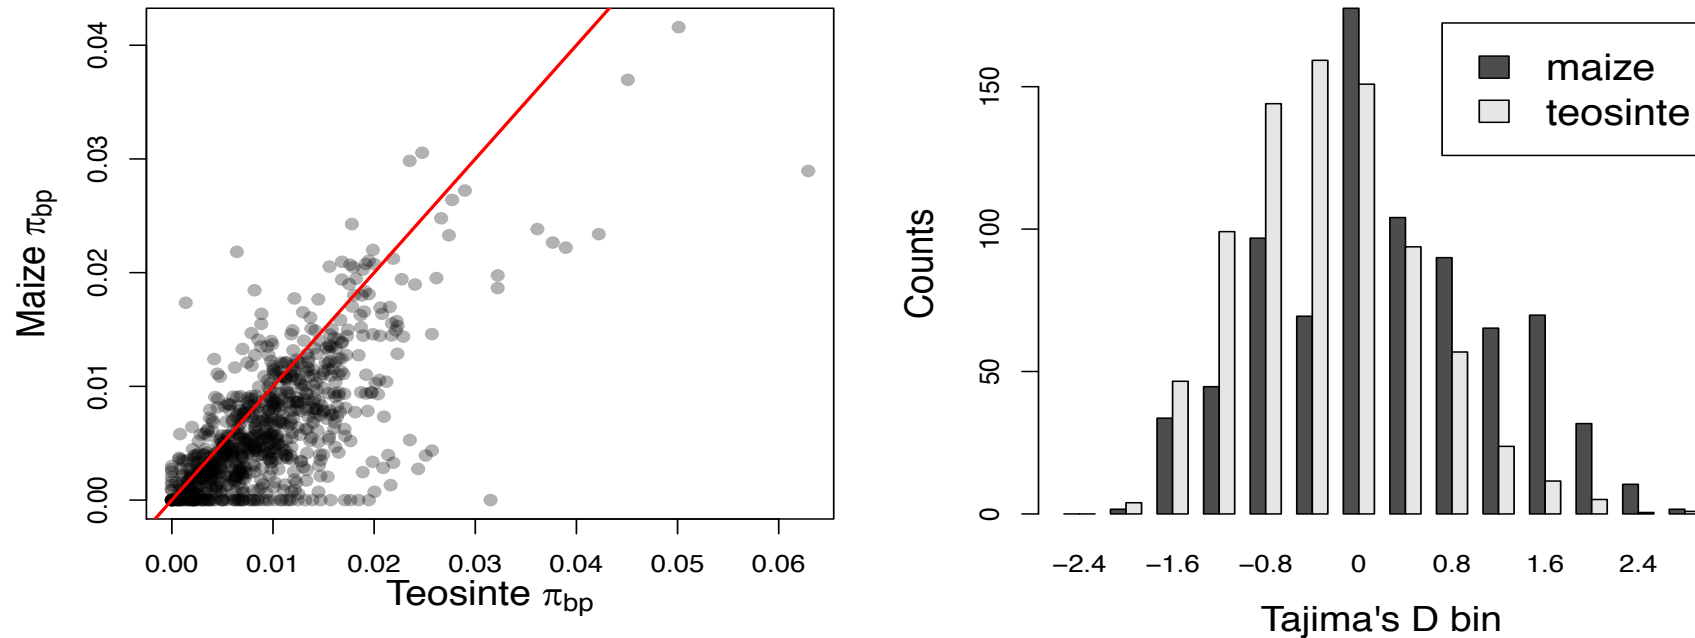 Maize πbp
0.04
0.03
0.02
0.01
0.00
0.00 0.01 0.02 0.03 0.04 0.05 0.06
Teosinte πbp
Counts
150
100
50
0
maize
teosinte
−2.4 −1.6 −0.8 0 0.8 1.6 2.4
Tajima's D bin